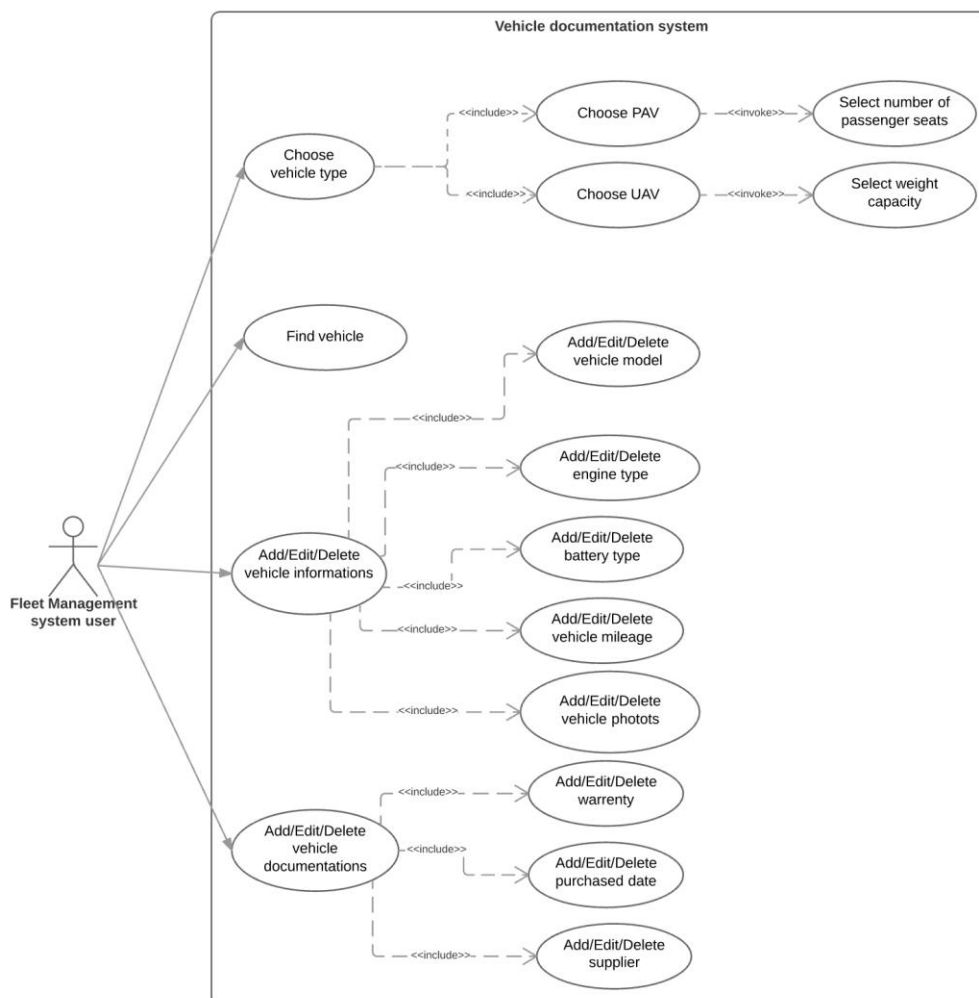 Vehicle documentation system
Choose
vehicle type
<<include>>
Choose PAV
<<invoke>>
Select number of
passenger seats
<<include>>
Choose UAV
<<invoke>>
Select weight
capacity
Find vehicle
Fleet Management
system user
Add/Edit/Delete
vehicle informations
<<include>>
Add/Edit/Delete
vehicle model
<<include>>
Add/Edit/Delete
engine type
<<include>>
Add/Edit/Delete
battery type
<<include>>
Add/Edit/Delete
vehicle mileage
<<include>>
Add/Edit/Delete
vehicle photots
Add/Edit/Delete
vehicle
documentations
<<include>>
Add/Edit/Delete
warrenty
<<include>>
Add/Edit/Delete
purchased date
<<include>>
Add/Edit/Delete
supplier